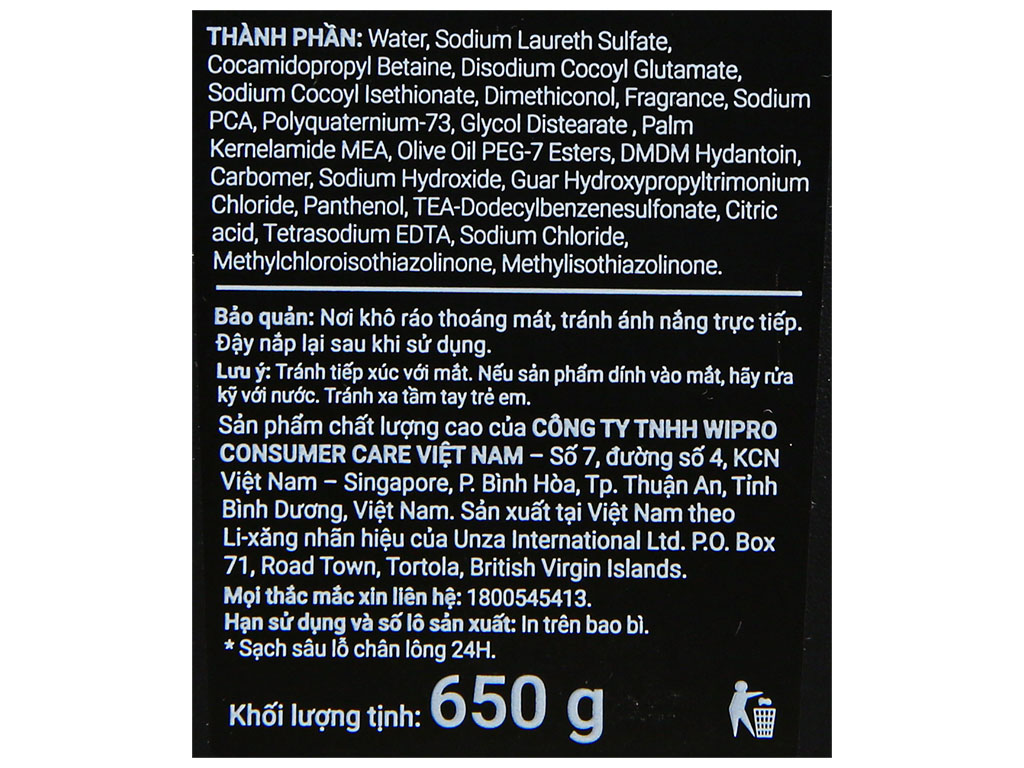 THÀNH PHẦN: Water, Sodium Laureth Sulfate,
Cocamidopropyl Betaine, Disodium Cocoyl Glutamate,
Sodium Cocoyl Isethionate, Dimethiconol, Fragrance, Sodium
PCA, Polyquaternium-73, Glycol Distearate , Palm
Kernelamide MEA, Olive Oil PEG-7 Esters, DMDM Hydantoin,
Carbomer, Sodium Hydroxide, Guar Hydroxypropyltrimonium
Chloride, Panthenol, TEA-Dodecylbenzenesulfonate, Citric
acid, Tetrasodium EDTA, Sodium Chloride,
Methylchloroisothiazolinone, Methylisothiazolinone.
Bảo quản: Nơi khô ráo thoáng mát, tránh ánh nắng trực tiếp.
Đậy nắp lại sau khi sử dụng.
Lưu ý: Tránh tiếp xúc với mắt. Nếu sản phẩm dính vào mắt, hãy rửa
kỹ với nước. Tránh xa tầm tay trẻ em.
Sản phẩm chất lượng cao của CÔNG TY TNHH WIPRO
CONSUMER CARE VIỆT NAM – Số 7, đường số 4, KCN
Việt Nam – Singapore, P. Bình Hòa, Tp. Thuận An, Tỉnh
Bình Dương, Việt Nam. Sản xuất tại Việt Nam theo
Li-xăng nhãn hiệu của Unza International Ltd. P.O. Box
71, Road Town, Tortola, British Virgin Islands.
Mọi thắc mắc xin liên hệ: 1800545413.
Hạn sử dụng và số lô sản xuất: In trên bao bì.
* Sạch sâu lỗ chân lông 24H.
Khối lượng tịnh: 650 g